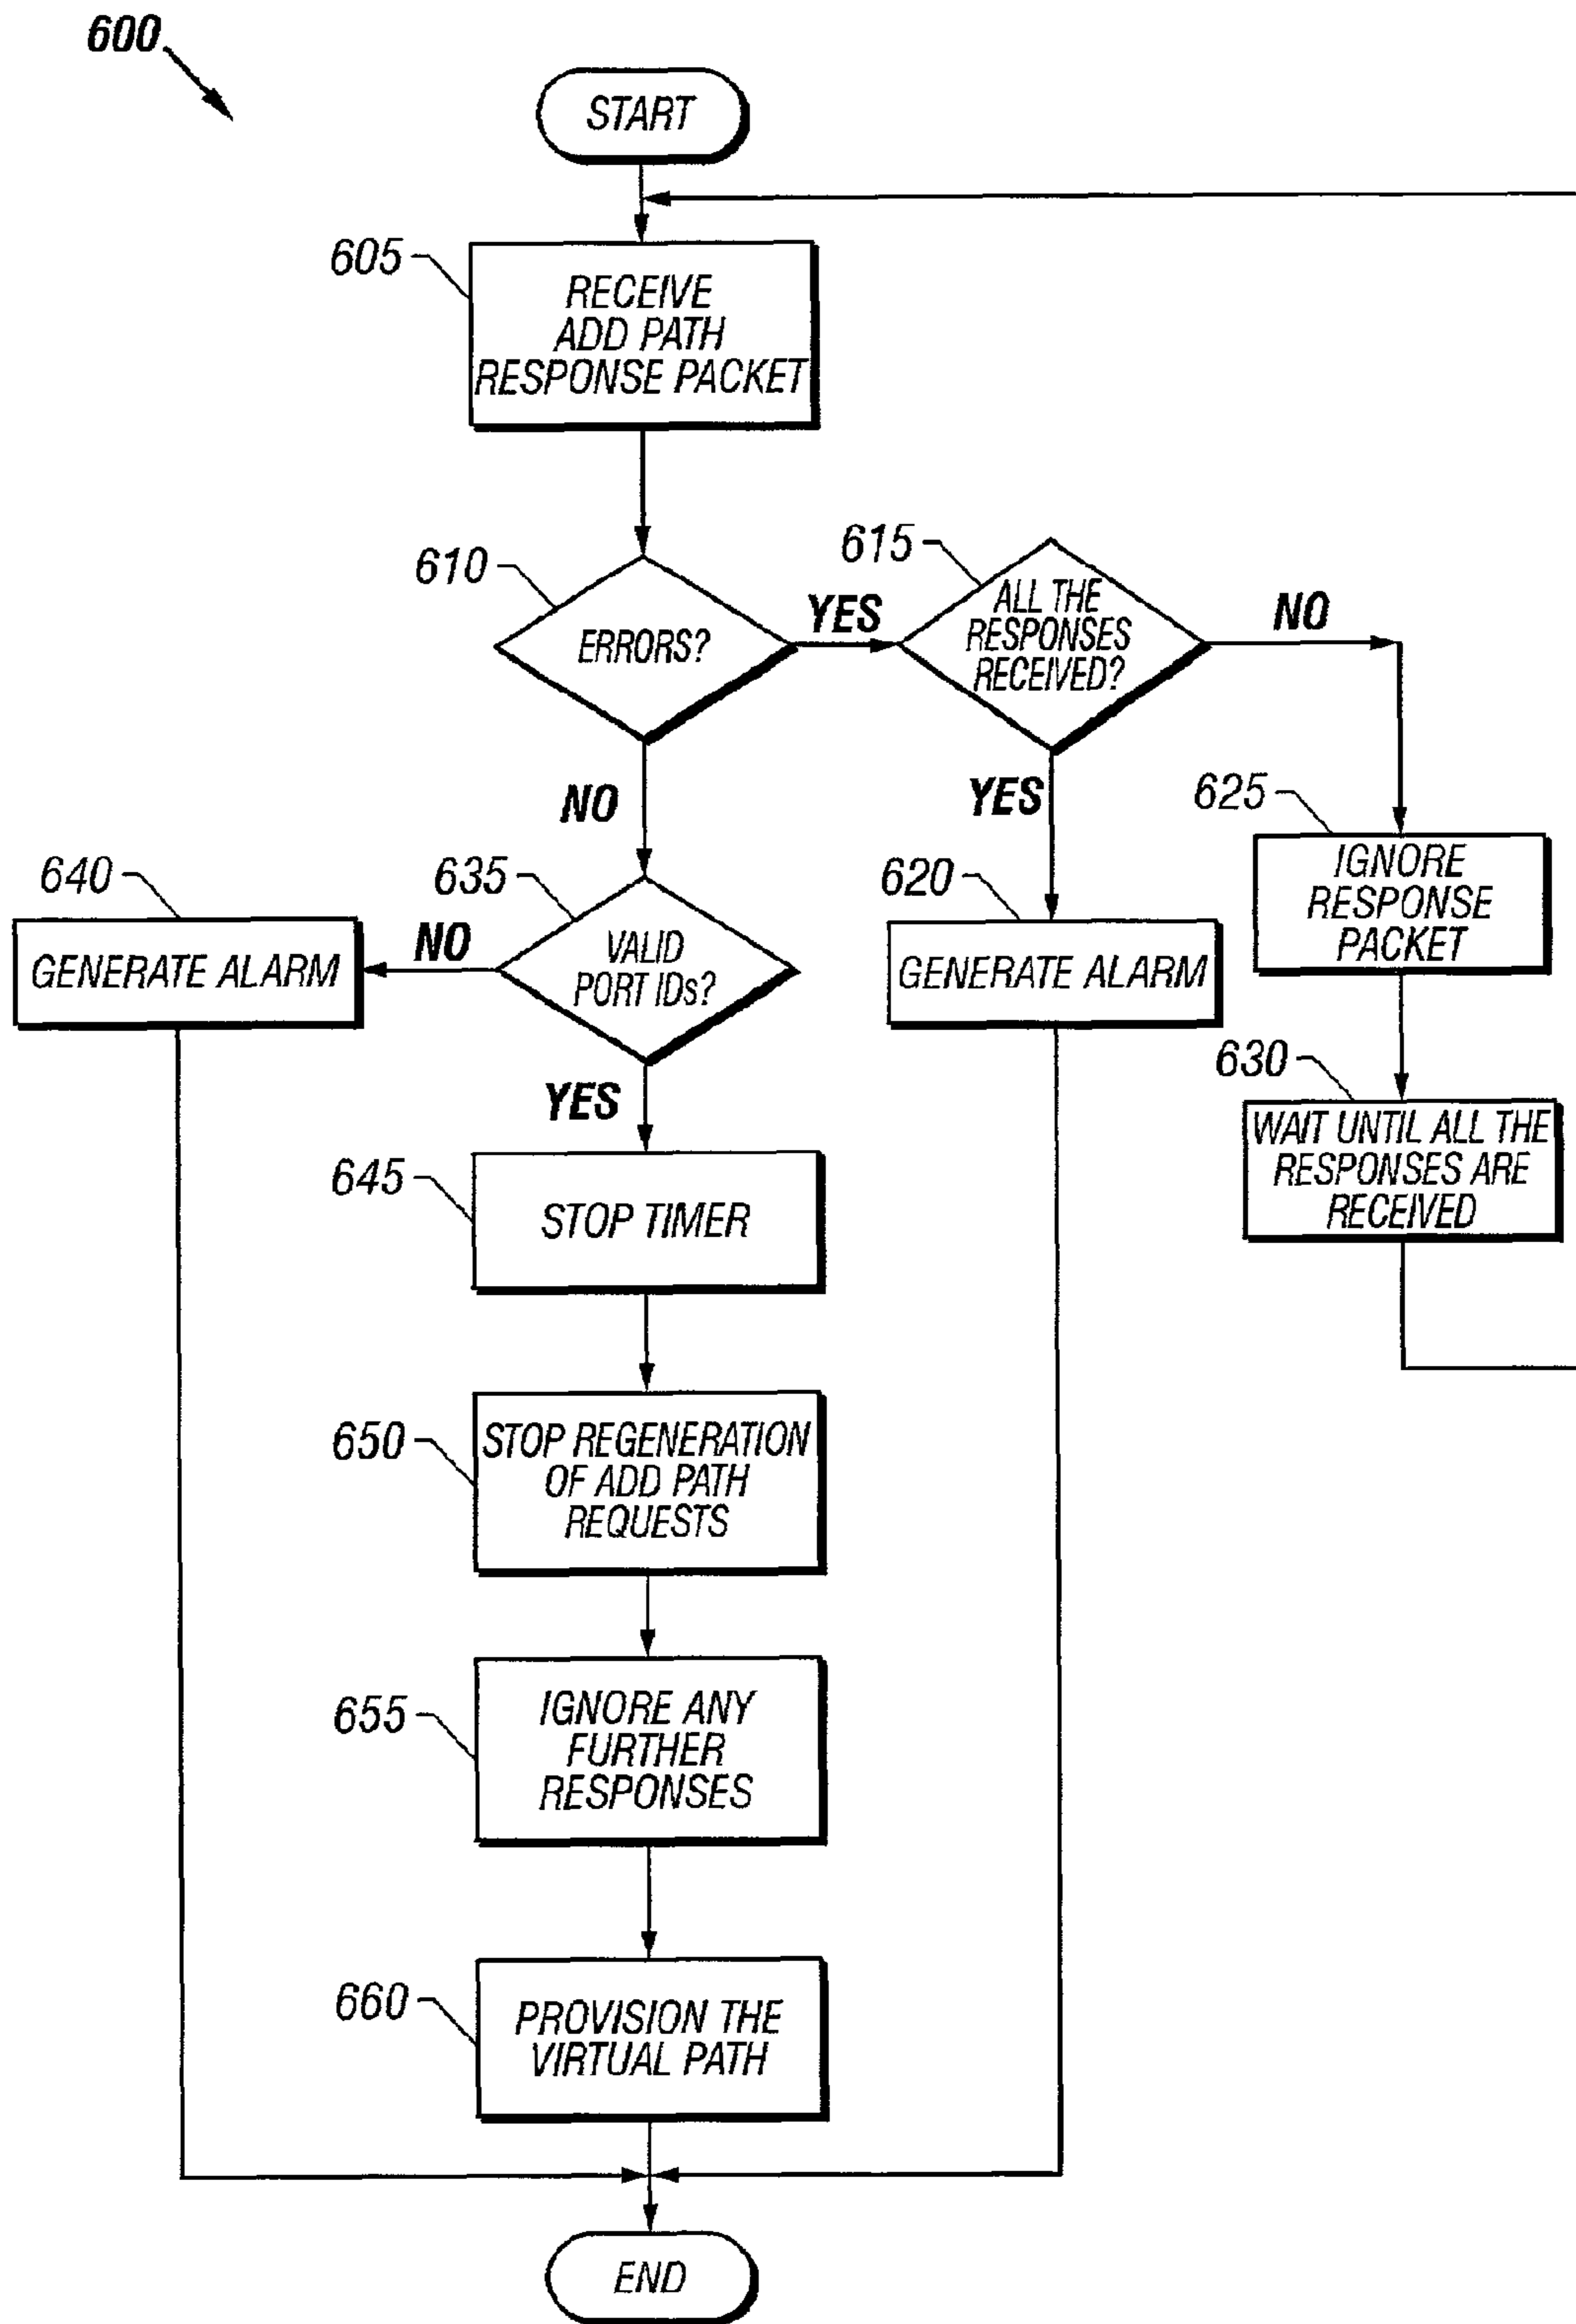 600
START
605
RECEIVE
ADD PATH
RESPONSE PACKET
610
ERRORS?
YES
615
ALL THE
RESPONSES
RECEIVED?
NO
NO
YES
625
IGNORE
RESPONSE
PACKET
640
GENERATE ALARM
NO
635
VALID
PORT IDs?
620
GENERATE ALARM
630
WAIT UNTIL ALL THE
RESPONSES ARE
RECEIVED
YES
645
STOP TIMER
650
STOP REGENERATION
OF ADD PATH
REQUESTS
655
IGNORE ANY
FURTHER
RESPONSES
660
PROVISION THE
VIRTUAL PATH
END